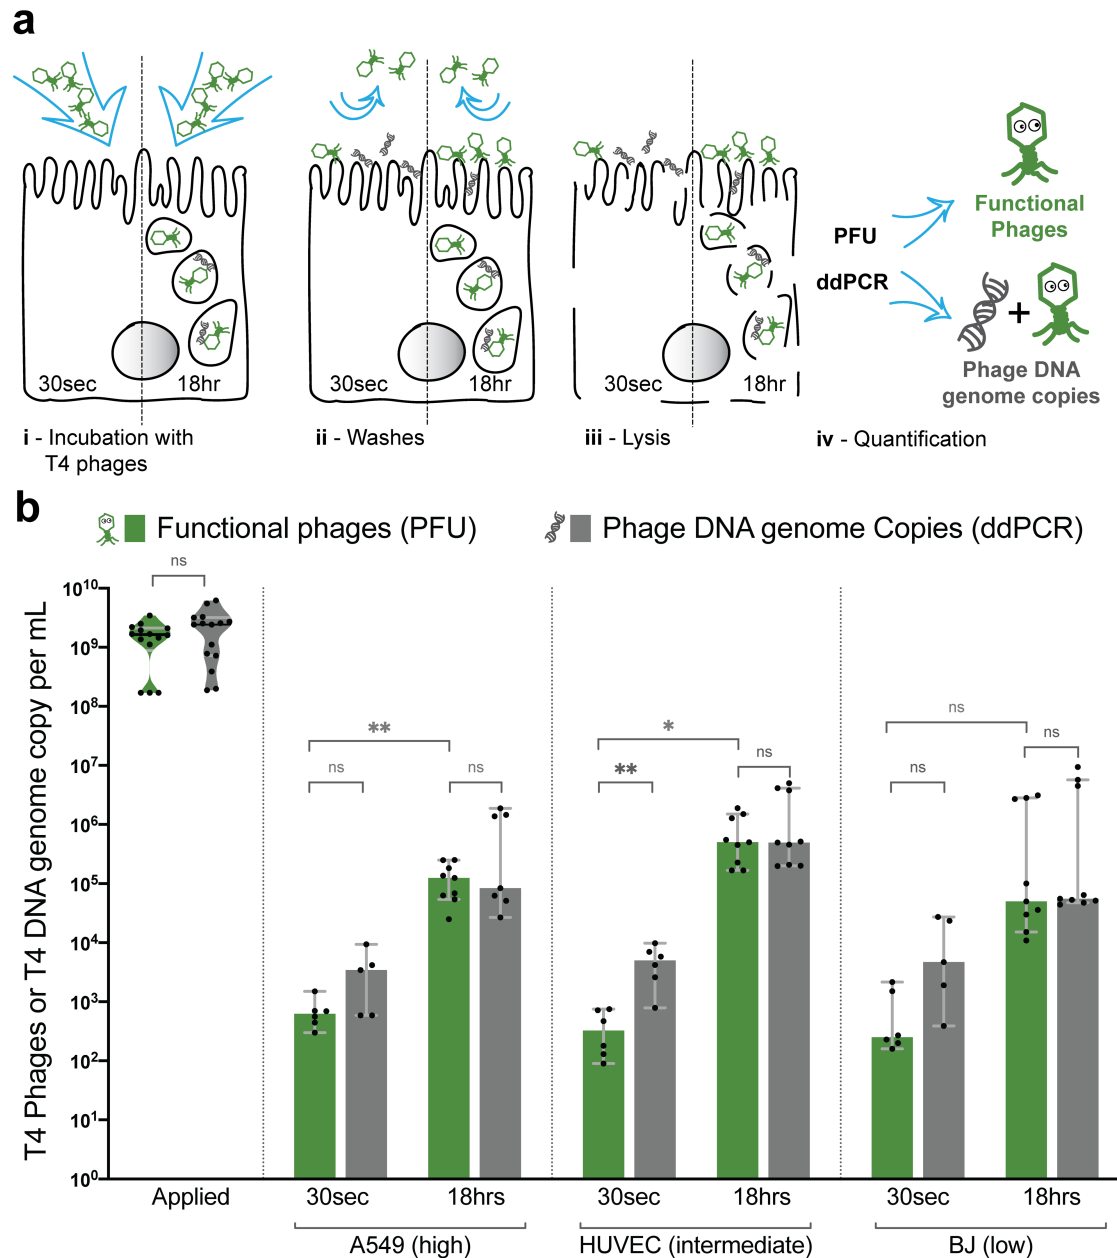 a
30sec
18hr
30sec
18hr
30sec
18hr
PFU
ddPCR
Functional
Phages
+
Phage DNA
genome copies
i - Incubation with
T4 phages
ii - Washes
iii - Lysis
iv - Quantification
b
Functional phages (PFU)
Phage DNA genome Copies (ddPCR)
T4 Phages or T4 DNA genome copy per mL
10¹⁰
10⁹
10⁸
10⁷
10⁶
10⁵
10⁴
10³
10²
10¹
10⁰
ns
**
ns
ns
*
**
ns
ns
ns
ns
Applied
30sec
18hrs
30sec
18hrs
30sec
18hrs
A549 (high)
HUVEC (intermediate)
BJ (low)